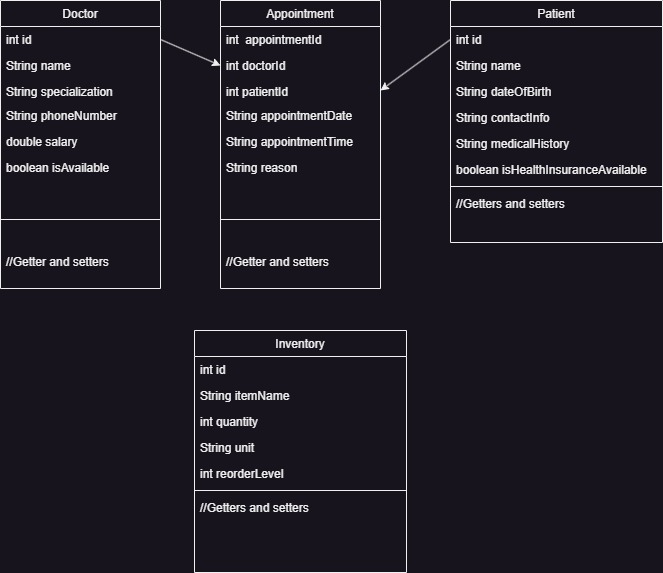 Doctor
int id
String name
String specialization
String phoneNumber
double salary
boolean isAvailable
//Getter and setters
Appointment
int appointmentId
int doctorId
int patientId
String appointmentDate
String appointmentTime
String reason
//Getter and setters
Patient
int id
String name
String dateOfBirth
String contactInfo
String medicalHistory
boolean isHealthInsuranceAvailable
//Getters and setters
Inventory
int id
String itemName
int quantity
String unit
int reorderLevel
//Getters and setters